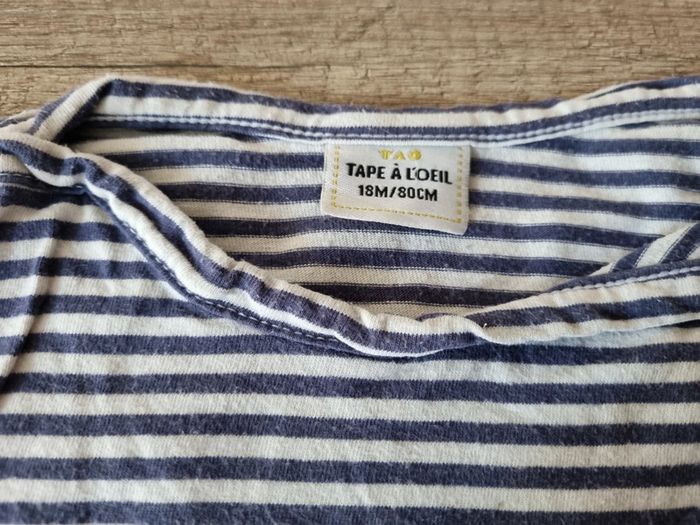 TAO
TAPE À L'OEIL
18M/80CM